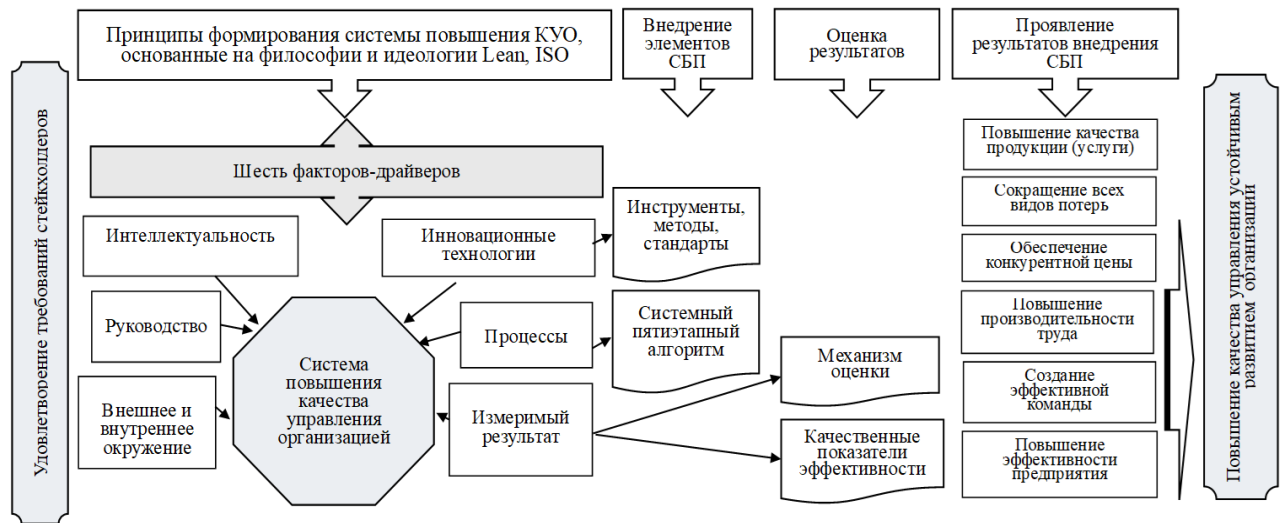 Удовлетворение требований стейкхолдеров
Принципы формирования системы повышения КУО,
основанные на философии и идеологии Lean, ISO
Внедрение
элементов
СБП
Оценка
результатов
Проявление
результатов внедрения
СБП
Шесть факторов-драйверов
Интеллектуальность
Руководство
Внешнее и
внутреннее
окружение
Система
повышения
качества
управления
организацией
Инновационные
технологии
Процессы
Измеримый
результат
Инструменты,
методы,
стандарты
Системный
пятиэтапный
алгоритм
Механизм
оценки
Качественные
показатели
эффективности
Повышение качества
продукции (услуги)
Сокращение всех
видов потерь
Обеспечение
конкурентной цены
Повышение
производительности
труда
Создание
эффективной
команды
Повышение
эффективности
предприятия
Повышение качества управления устойчивым
развитием организации